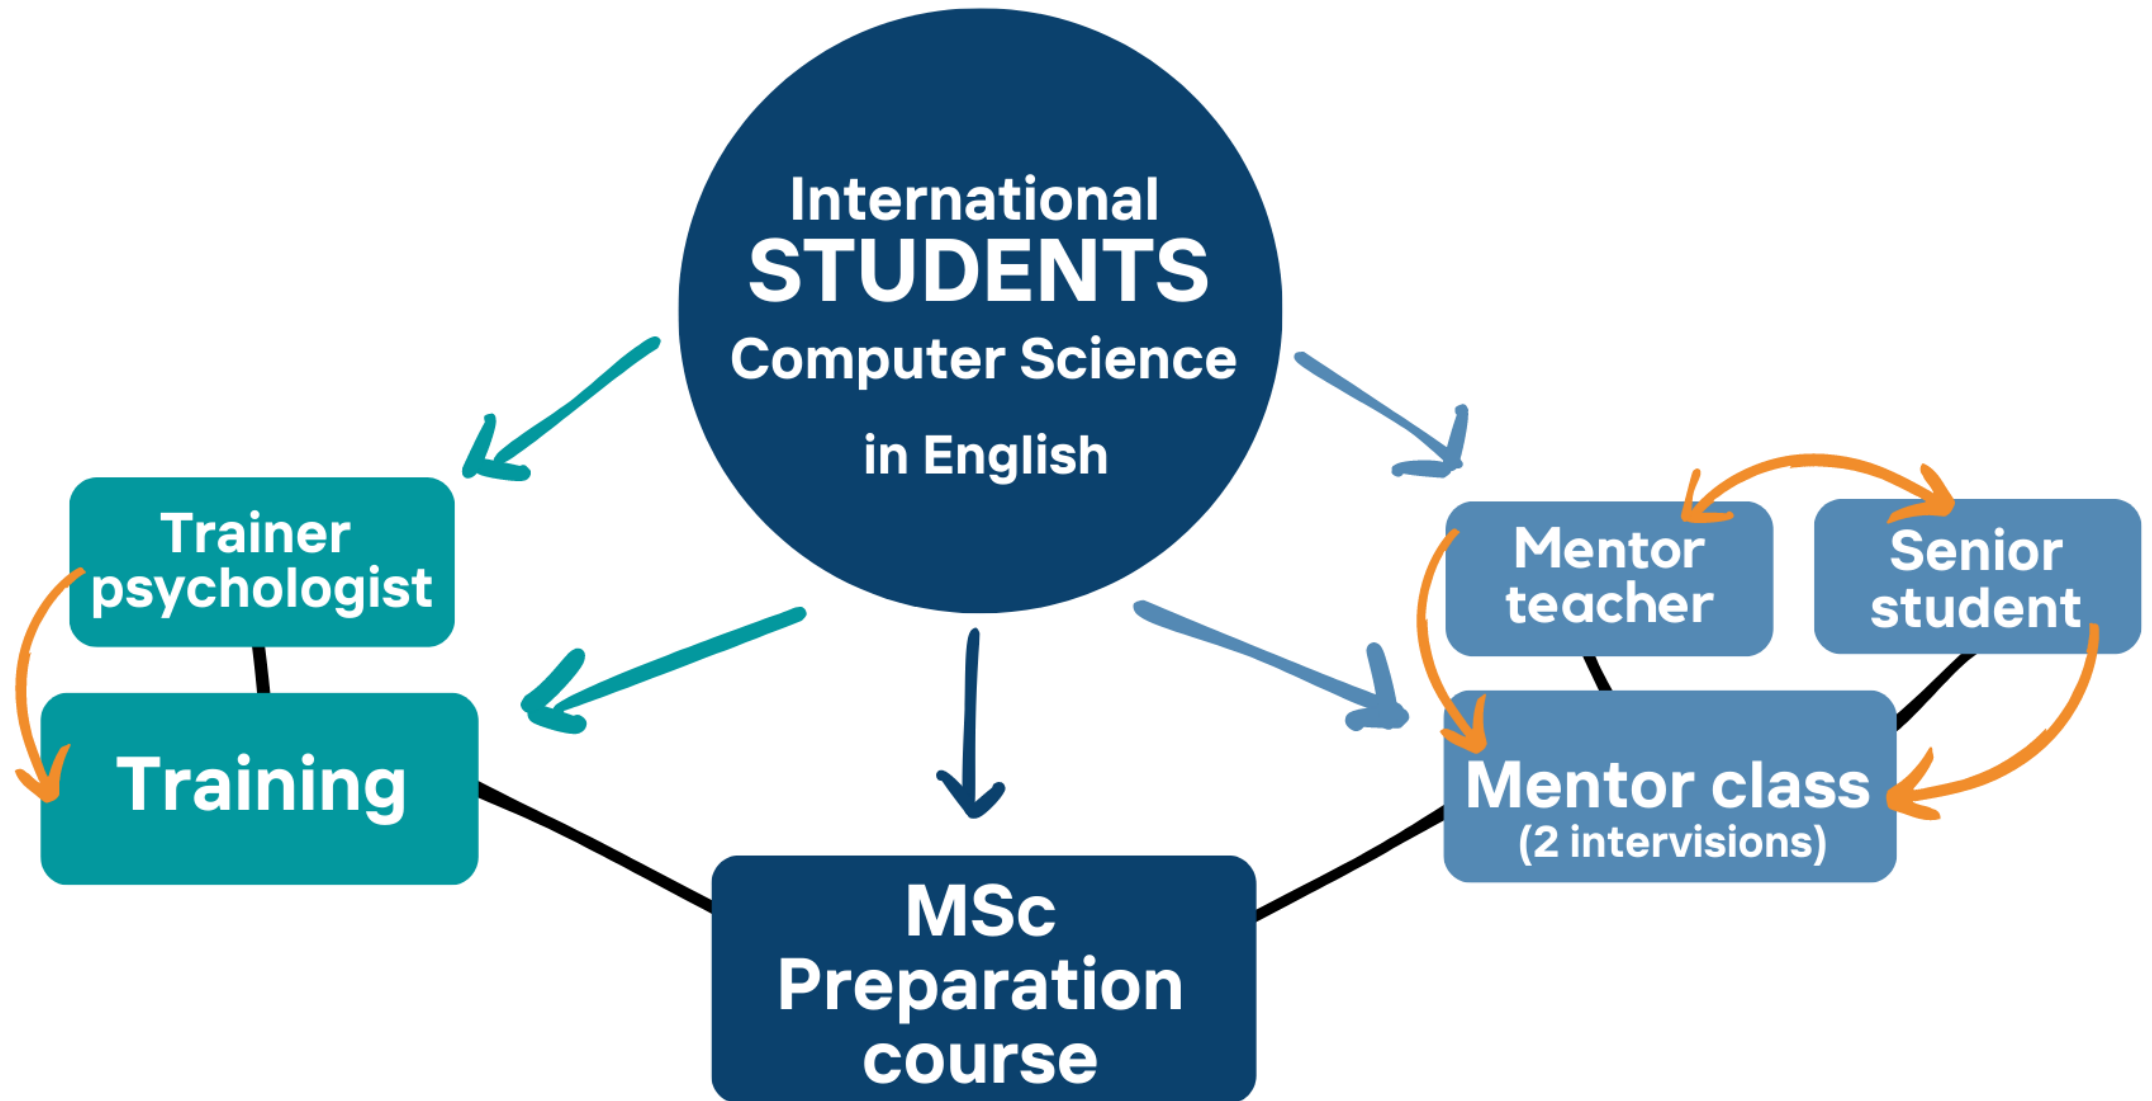 International
STUDENTS
Computer Science
in English
Trainer
psychologist
Training
Mentor
teacher
Senior
student
Mentor class
(2 intervisions)
MSc
Preparation
course